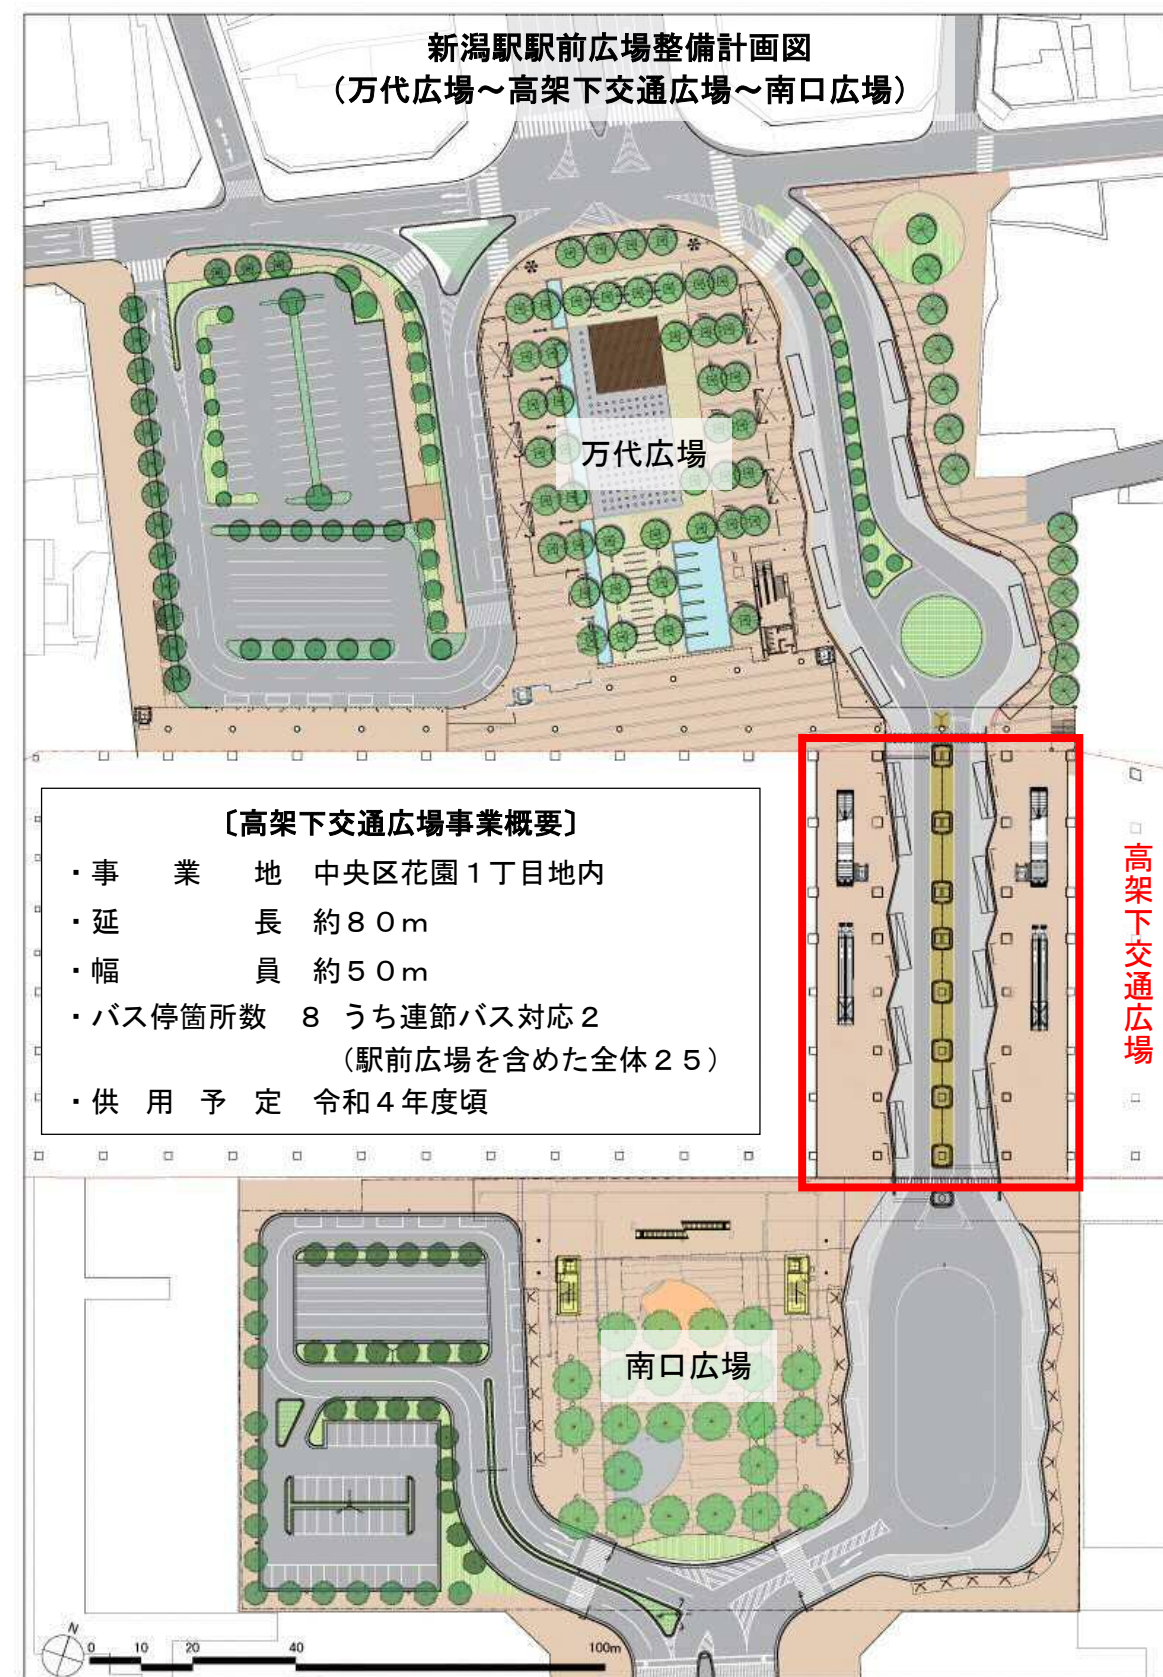 新潟駅駅前広場整備計画図
（万代広場～高架下交通広場～南口広場）
万代広場
〔高架下交通広場事業概要〕
・事業地　中央区花園１丁目地内
・延長　約８０ｍ
・幅員　約５０ｍ
・バス停箇所数　８　うち連節バス対応２
（駅前広場を含めた全体２５）
・供用予定　令和４年度頃
高架下交通広場
南口広場
N
0 10 20 40 100m